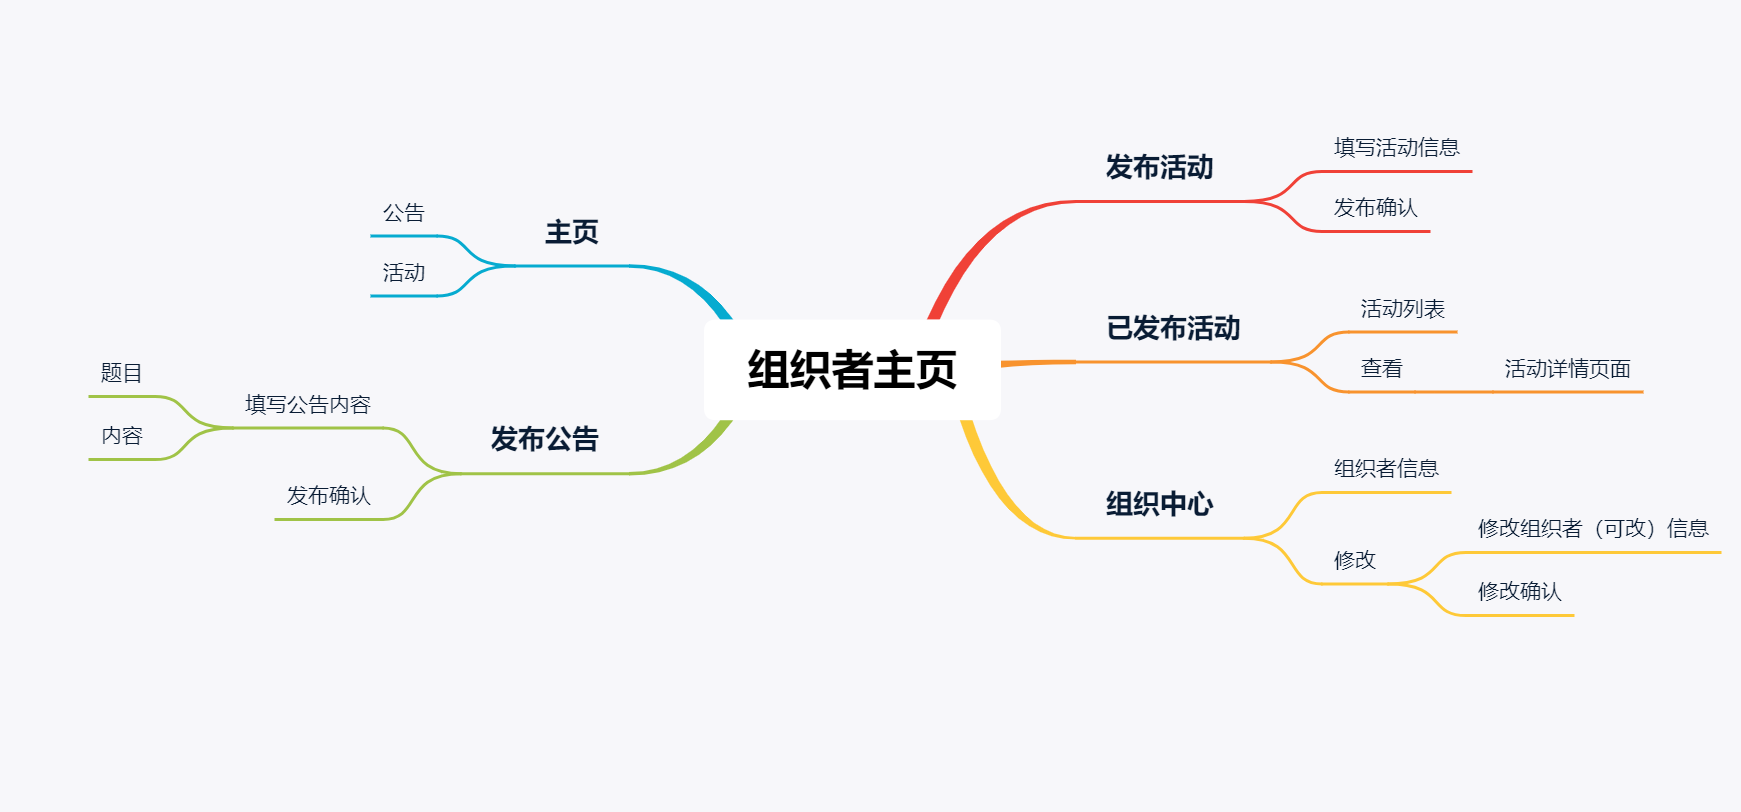 组织者主页
发布活动
填写活动信息
发布确认
已发布活动
活动列表
查看
活动详情页面
组织中心
组织者信息
修改
修改组织者（可改）信息
修改确认
主页
公告
活动
发布公告
填写公告内容
题目
内容
发布确认